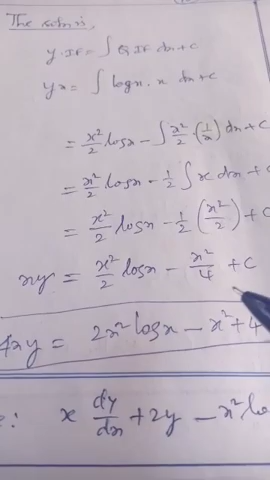 The soln is,
y·IF = ∫ Q·IF dx + C
yx = ∫ logx · x dx + C
= x²/2 logx - ∫ x²/2 · (1/x) dx + C
= x²/2 logx - 1/2 ∫ x dx + C
= x²/2 logx - 1/2 (x²/2) + C
xy = x²/2 logx - x²/4 + C
4xy = 2x² logx - x² + 4
x dy/dx + 2y - x² lo